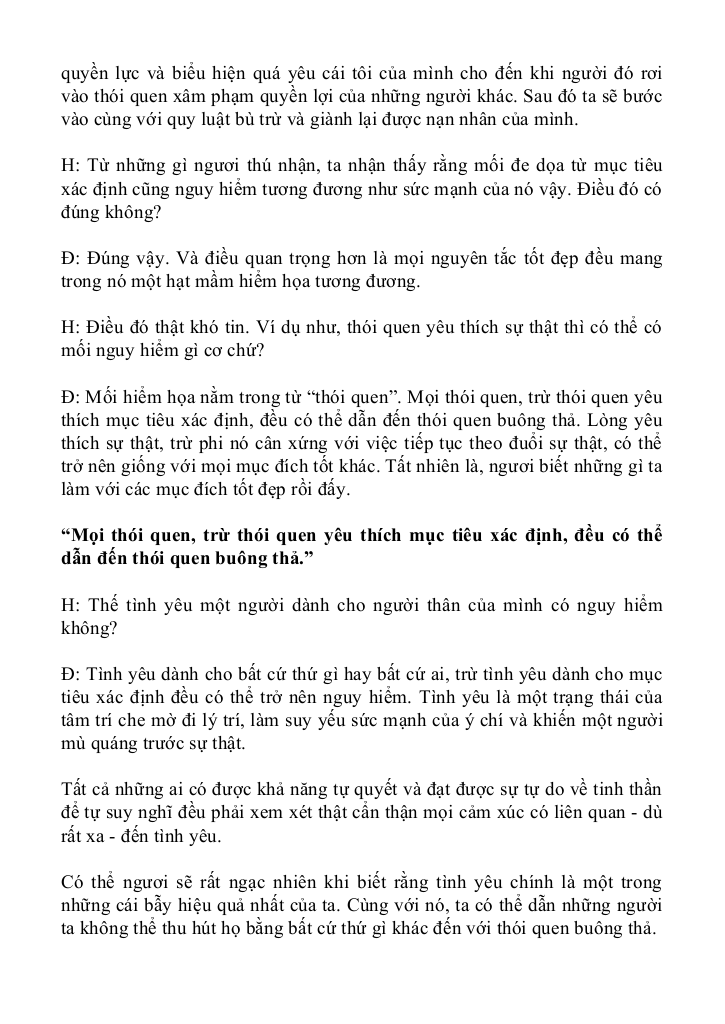 quyền lực và biểu hiện quá yêu cái tôi của mình cho đến khi người đó rơi
vào thói quen xâm phạm quyền lợi của những người khác. Sau đó ta sẽ bước
vào cùng với quy luật bù trừ và giành lại được nạn nhân của mình.
H: Từ những gì ngươi thú nhận, ta nhận thấy rằng mối đe dọa từ mục tiêu
xác định cũng nguy hiểm tương đương như sức mạnh của nó vậy. Điều đó có
đúng không?
Đ: Đúng vậy. Và điều quan trọng hơn là mọi nguyên tắc tốt đẹp đều mang
trong nó một hạt mầm hiểm họa tương đương.
H: Điều đó thật khó tin. Ví dụ như, thói quen yêu thích sự thật thì có thể có
mối nguy hiểm gì cơ chứ?
Đ: Mối hiểm họa nằm trong từ “thói quen”. Mọi thói quen, trừ thói quen yêu
thích mục tiêu xác định, đều có thể dẫn đến thói quen buông thả. Lòng yêu
thích sự thật, trừ phi nó cân xứng với việc tiếp tục theo đuổi sự thật, có thể
trở nên giống với mọi mục đích tốt khác. Tất nhiên là, ngươi biết những gì ta
làm với các mục đích tốt đẹp rồi đấy.
“Mọi thói quen, trừ thói quen yêu thích mục tiêu xác định, đều có thể
dẫn đến thói quen buông thả.”
H: Thế tình yêu một người dành cho người thân của mình có nguy hiểm
không?
Đ: Tình yêu dành cho bất cứ thứ gì hay bất cứ ai, trừ tình yêu dành cho mục
tiêu xác định đều có thể trở nên nguy hiểm. Tình yêu là một trạng thái của
tâm trí che mờ đi lý trí, làm suy yếu sức mạnh của ý chí và khiến một người
mù quáng trước sự thật.
Tất cả những ai có được khả năng tự quyết và đạt được sự tự do về tinh thần
để tự suy nghĩ đều phải xem xét thật cẩn thận mọi cảm xúc có liên quan - dù
rất xa - đến tình yêu.
Có thể ngươi sẽ rất ngạc nhiên khi biết rằng tình yêu chính là một trong
những cái bẫy hiệu quả nhất của ta. Cùng với nó, ta có thể dẫn những người
ta không thể thu hút họ bằng bất cứ thứ gì khác đến với thói quen buông thả.